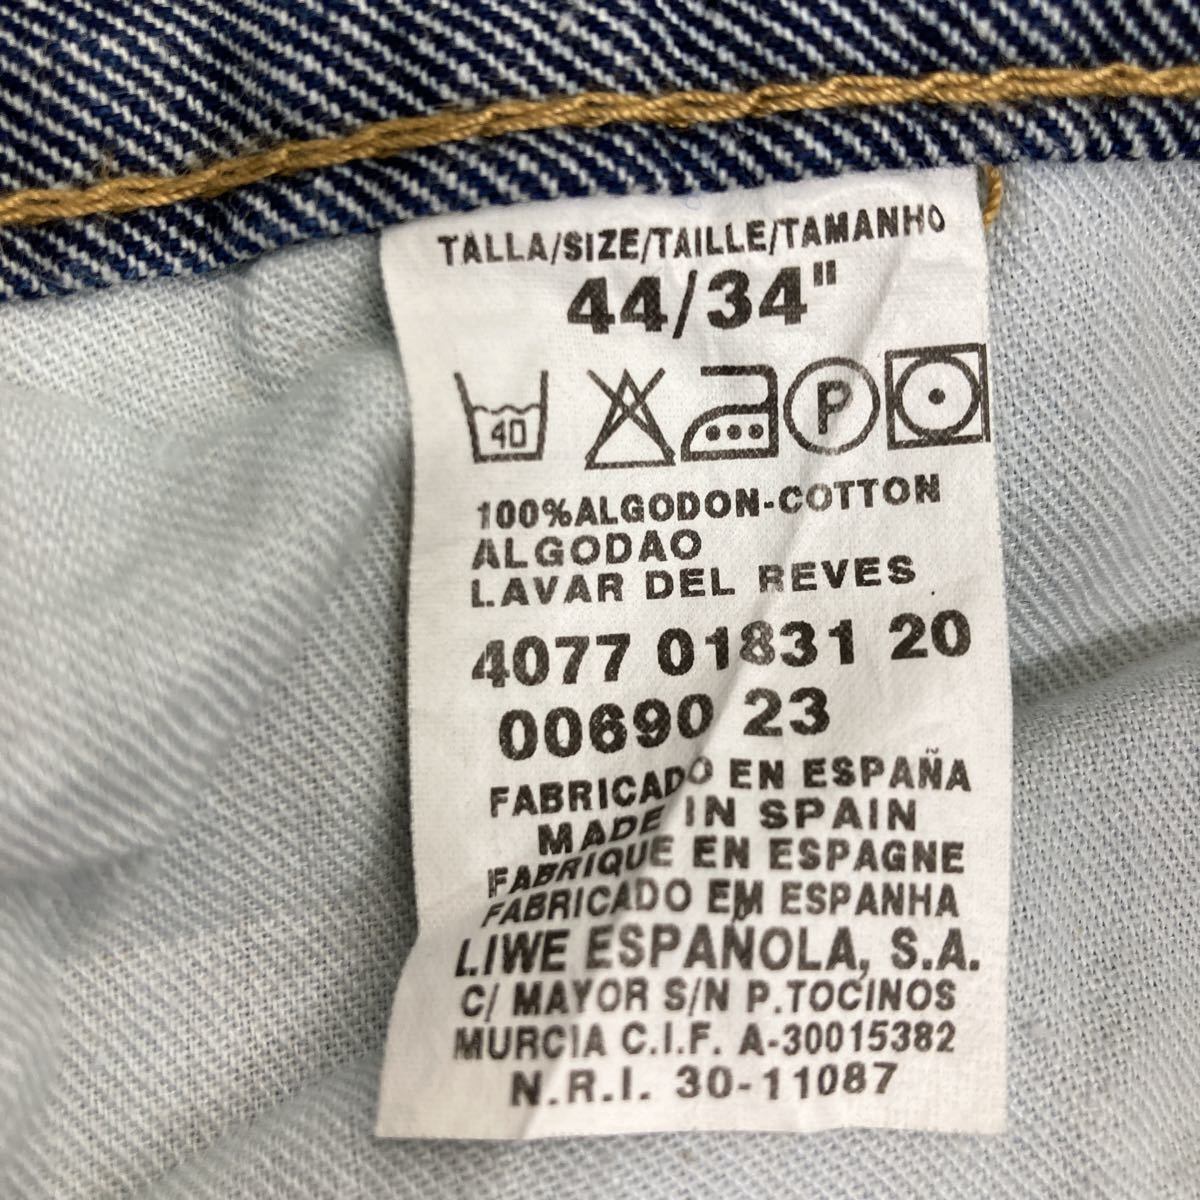 TALLA/SIZE/TAILLE/TAMANHO
44/34"
40 P
100%ALGODON-COTTON
ALGODAO
LAVAR DEL REVES
4077 01831 20
00690 23
FABRICADO EN ESPAÑA
MADE IN SPAIN
FABRIQUE EN ESPAGNE
FABRICADO EM ESPANHA
LIWE ESPAÑOLA, S.A.
C/ MAYOR S/N P.TOCINOS
MURCIA C.I.F. A-30015382
N.R.I. 30-11087